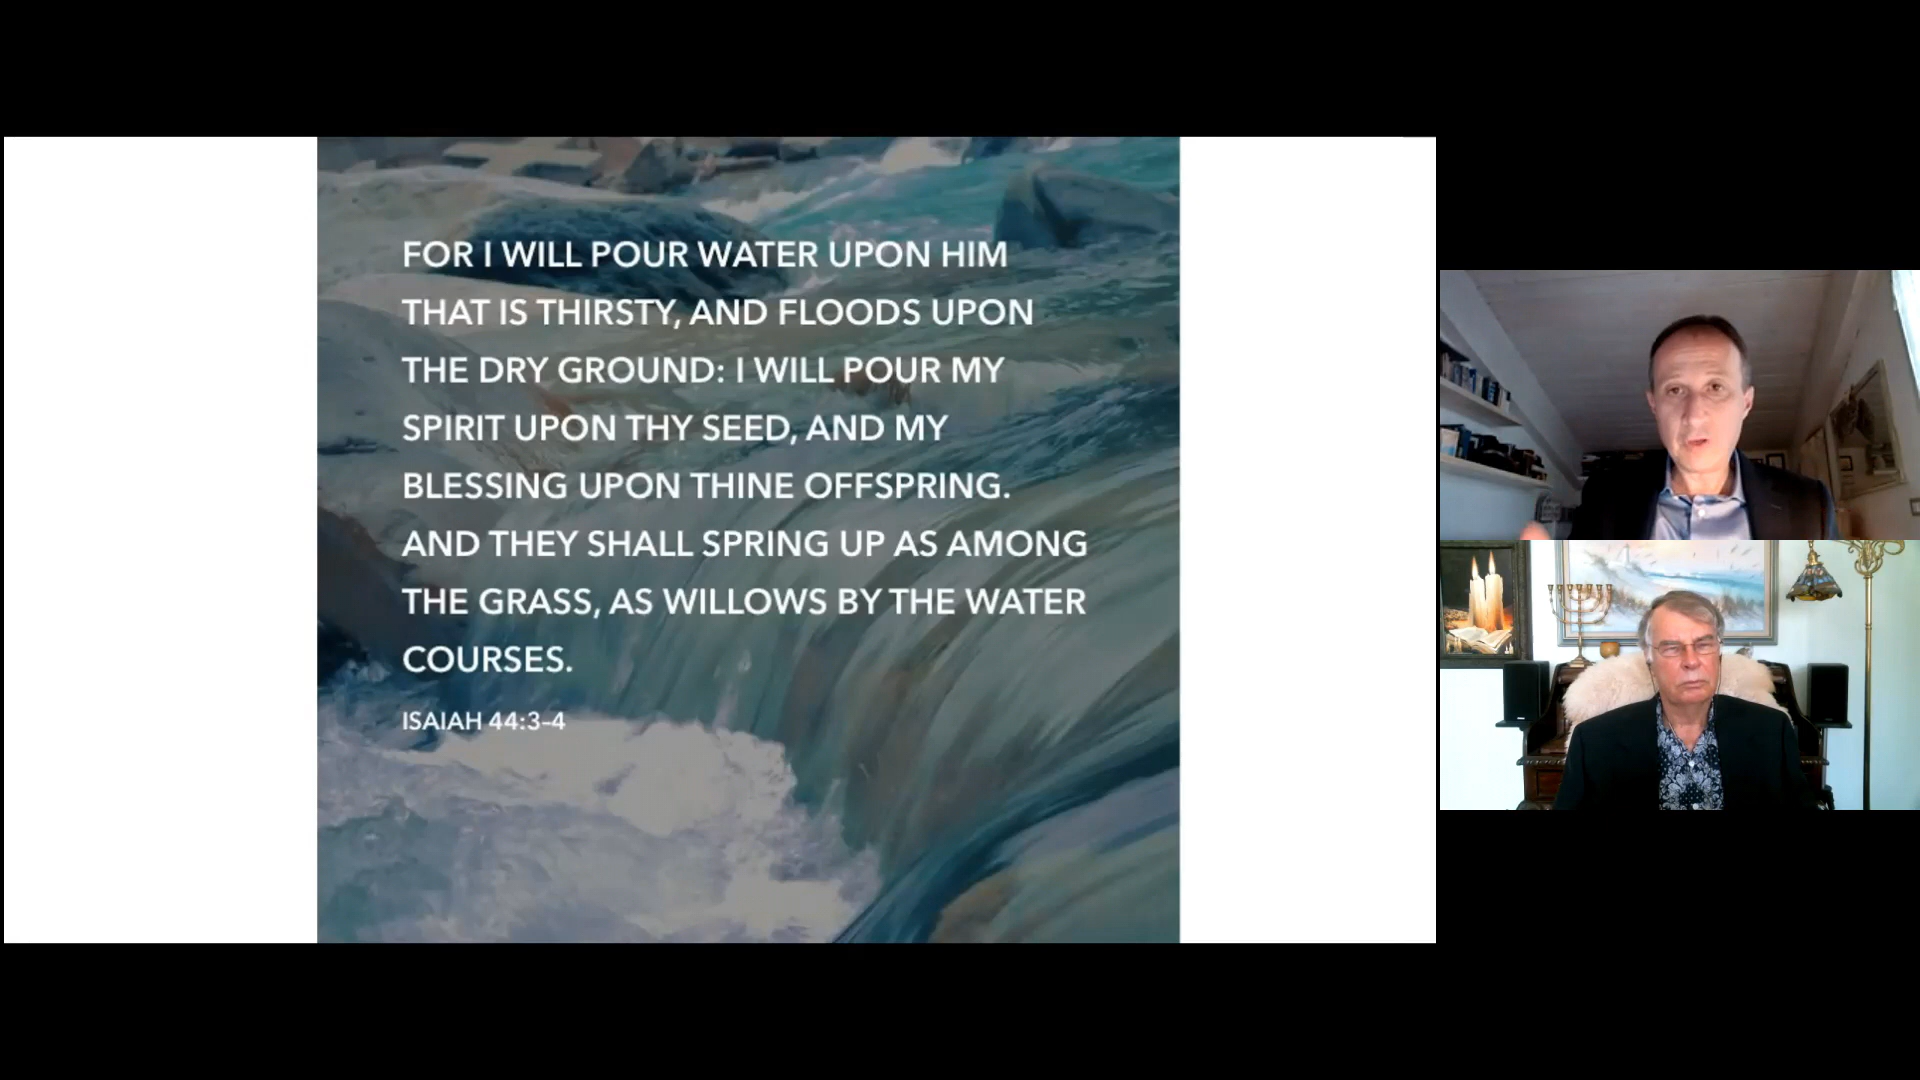 FOR I WILL POUR WATER UPON HIM
THAT IS THIRSTY, AND FLOODS UPON
THE DRY GROUND: I WILL POUR MY
SPIRIT UPON THY SEED, AND MY
BLESSING UPON THINE OFFSPRING.
AND THEY SHALL SPRING UP AS AMONG
THE GRASS, AS WILLOWS BY THE WATER
COURSES.
ISAIAH 44:3-4